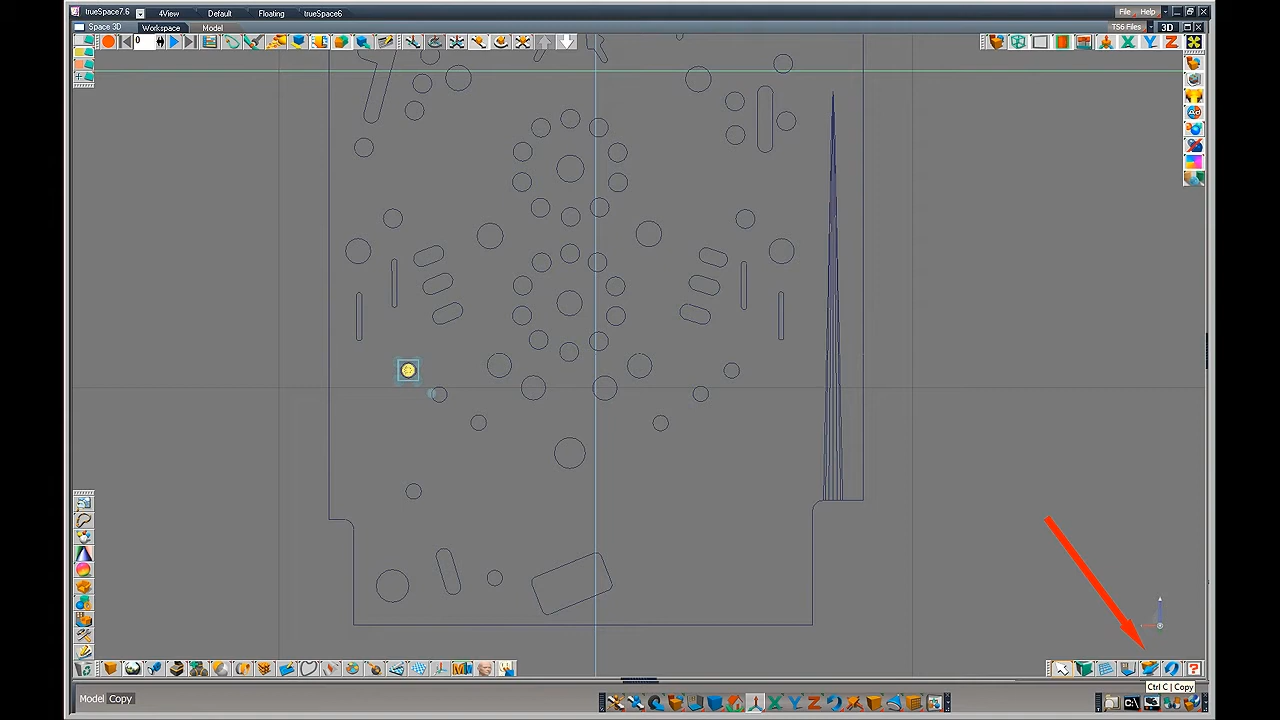 trueSpace7.6 4View Default Floating trueSpace6 File Help
Space 3D Workspace Model TS6 Files 3D
0
Ctrl C | Copy
Model Copy